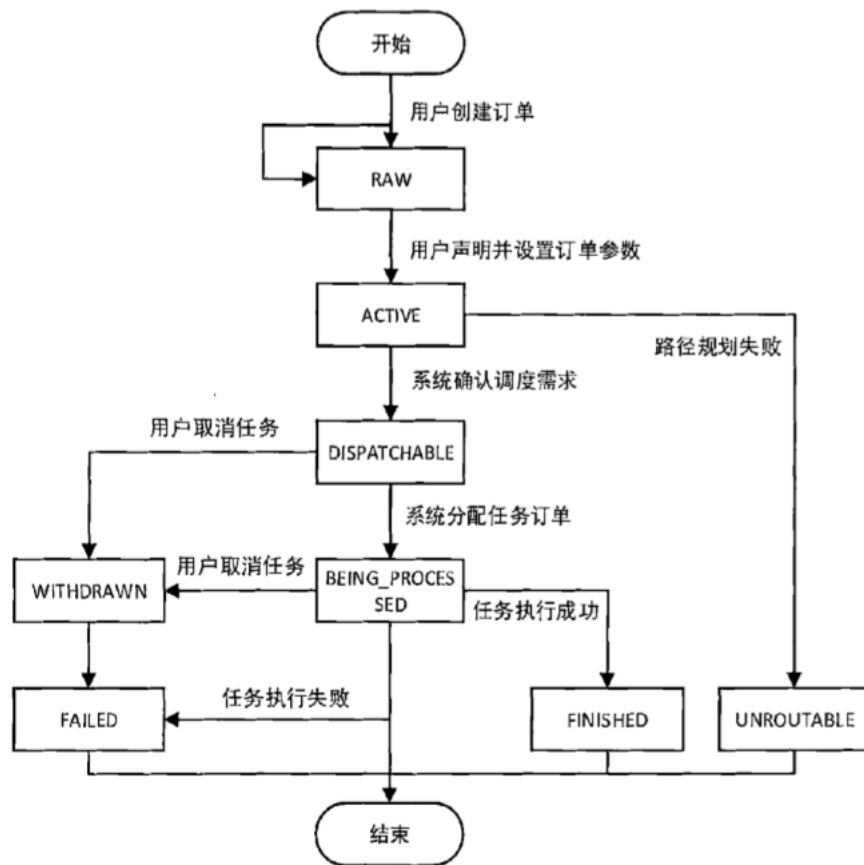 开始
用户创建订单
RAW
用户声明并设置订单参数
ACTIVE
路径规划失败
系统确认调度需求
用户取消任务
DISPATCHABLE
系统分配任务订单
用户取消任务
WITHDRAWN
BEING_PROCES
SED
任务执行成功
任务执行失败
FAILED
FINISHED
UNROUTABLE
结束